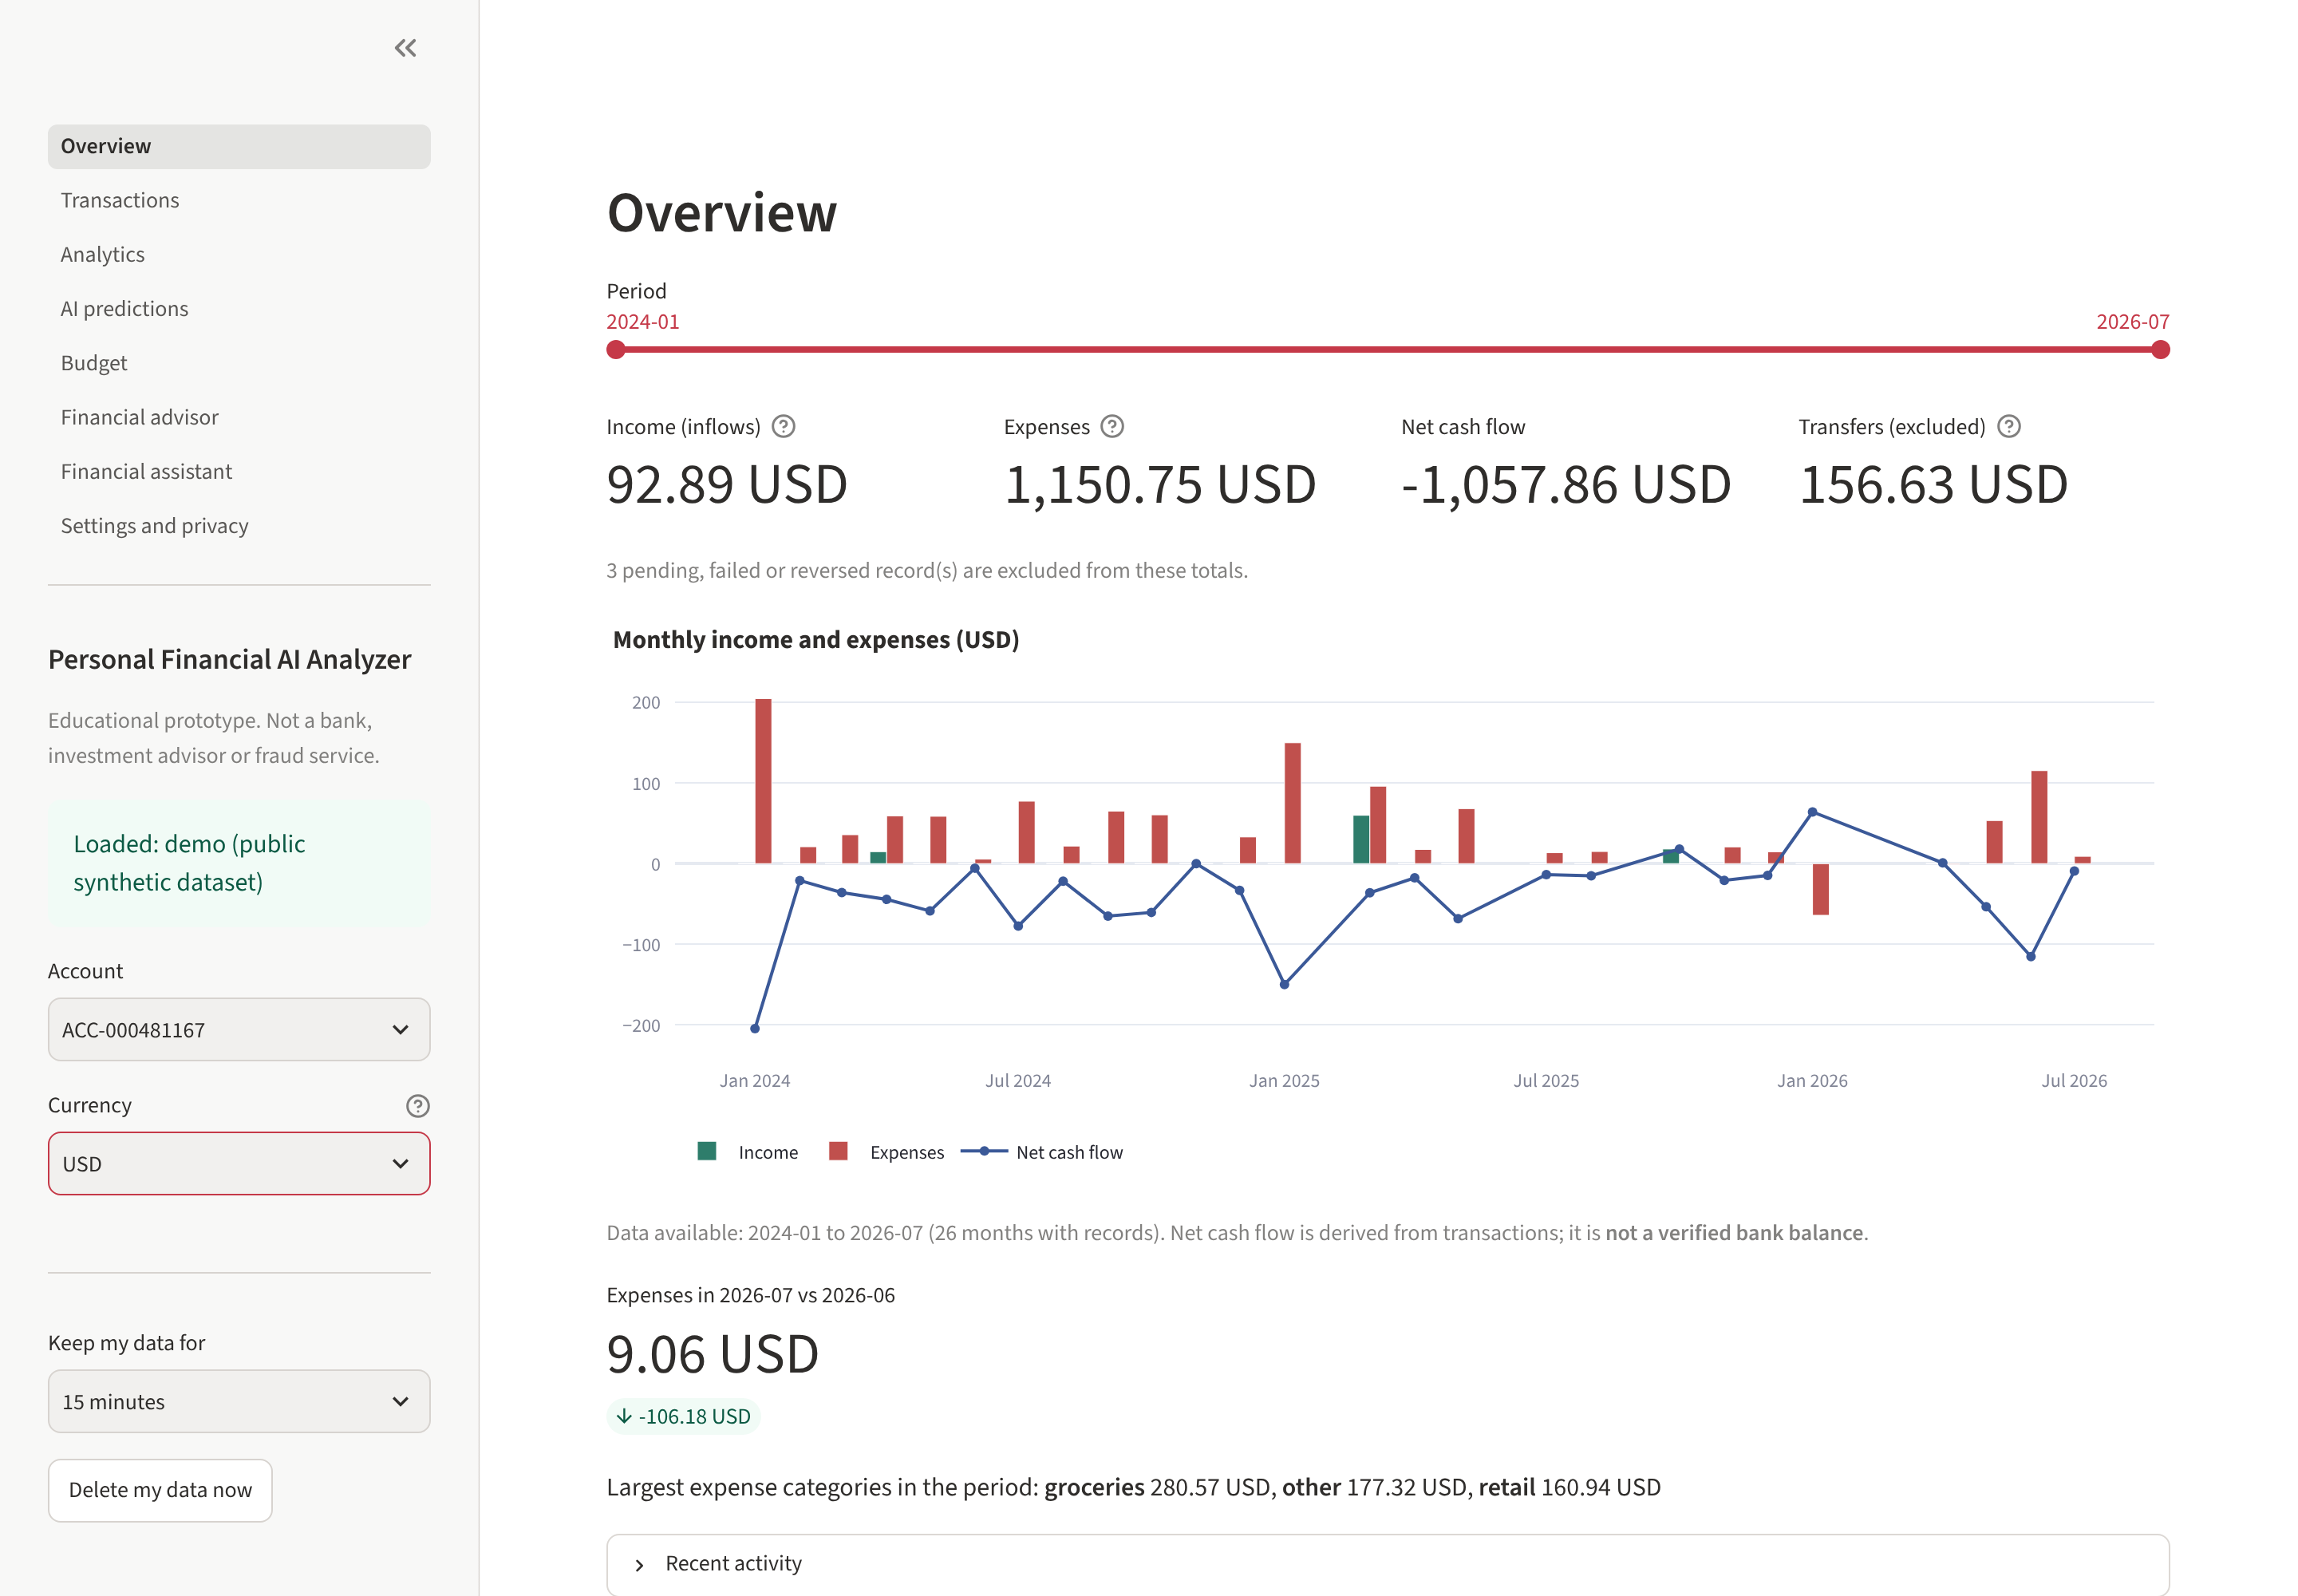 Overview
Transactions
Analytics
AI predictions
Budget
Financial advisor
Financial assistant
Settings and privacy
Personal Financial AI Analyzer
Educational prototype. Not a bank,
investment advisor or fraud service.
Loaded: demo (public
synthetic dataset)
Account
ACC-000481167
Currency
USD
Keep my data for
15 minutes
Delete my data now
Overview
Period
2024-01 2026-07
Income (inflows) Expenses Net cash flow Transfers (excluded)
92.89 USD 1,150.75 USD -1,057.86 USD 156.63 USD
3 pending, failed or reversed record(s) are excluded from these totals.
Monthly income and expenses (USD)
200
100
0
−100
−200
Jan 2024 Jul 2024 Jan 2025 Jul 2025 Jan 2026 Jul 2026
Income Expenses Net cash flow
Data available: 2024-01 to 2026-07 (26 months with records). Net cash flow is derived from transactions; it is not a verified bank balance.
Expenses in 2026-07 vs 2026-06
9.06 USD
-106.18 USD
Largest expense categories in the period: groceries 280.57 USD, other 177.32 USD, retail 160.94 USD
Recent activity